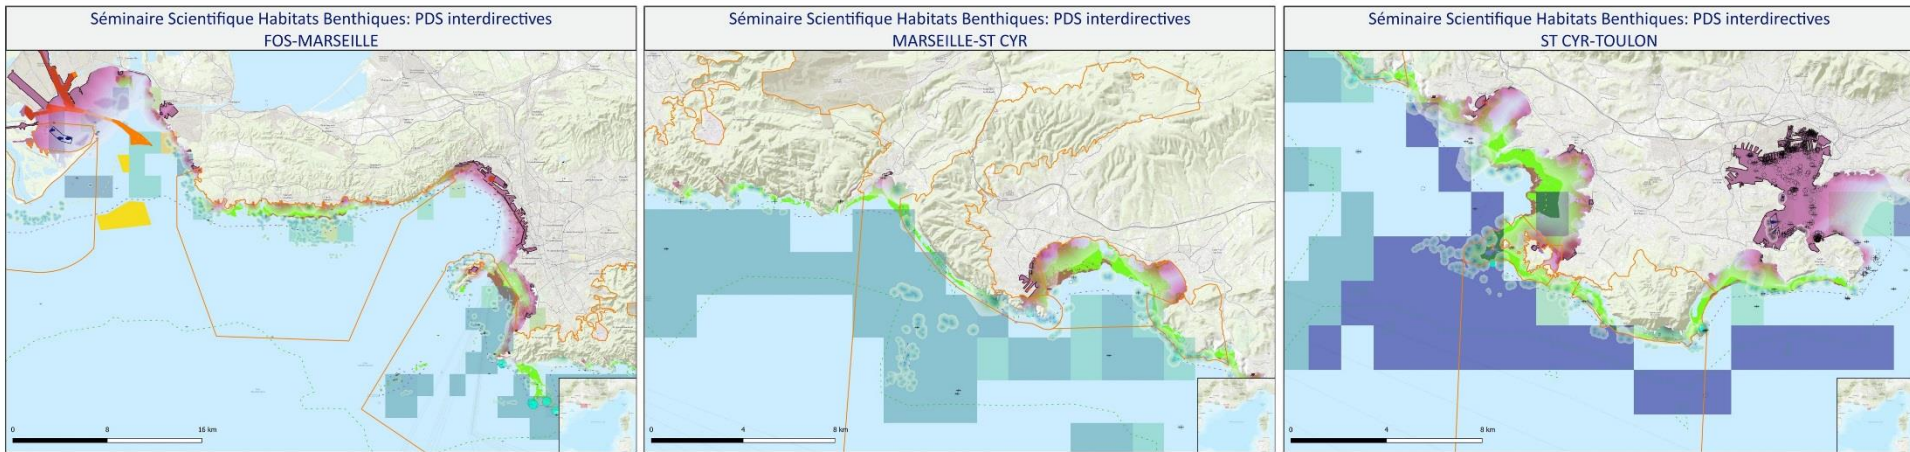 Séminaire Scientifique Habitats Benthiques: PDS interdirectives
FOS-MARSEILLE
0 8 16 km
Séminaire Scientifique Habitats Benthiques: PDS interdirectives
MARSEILLE-ST CYR
0 4 8 km
Séminaire Scientifique Habitats Benthiques: PDS interdirectives
ST CYR-TOULON
0 4 8 km